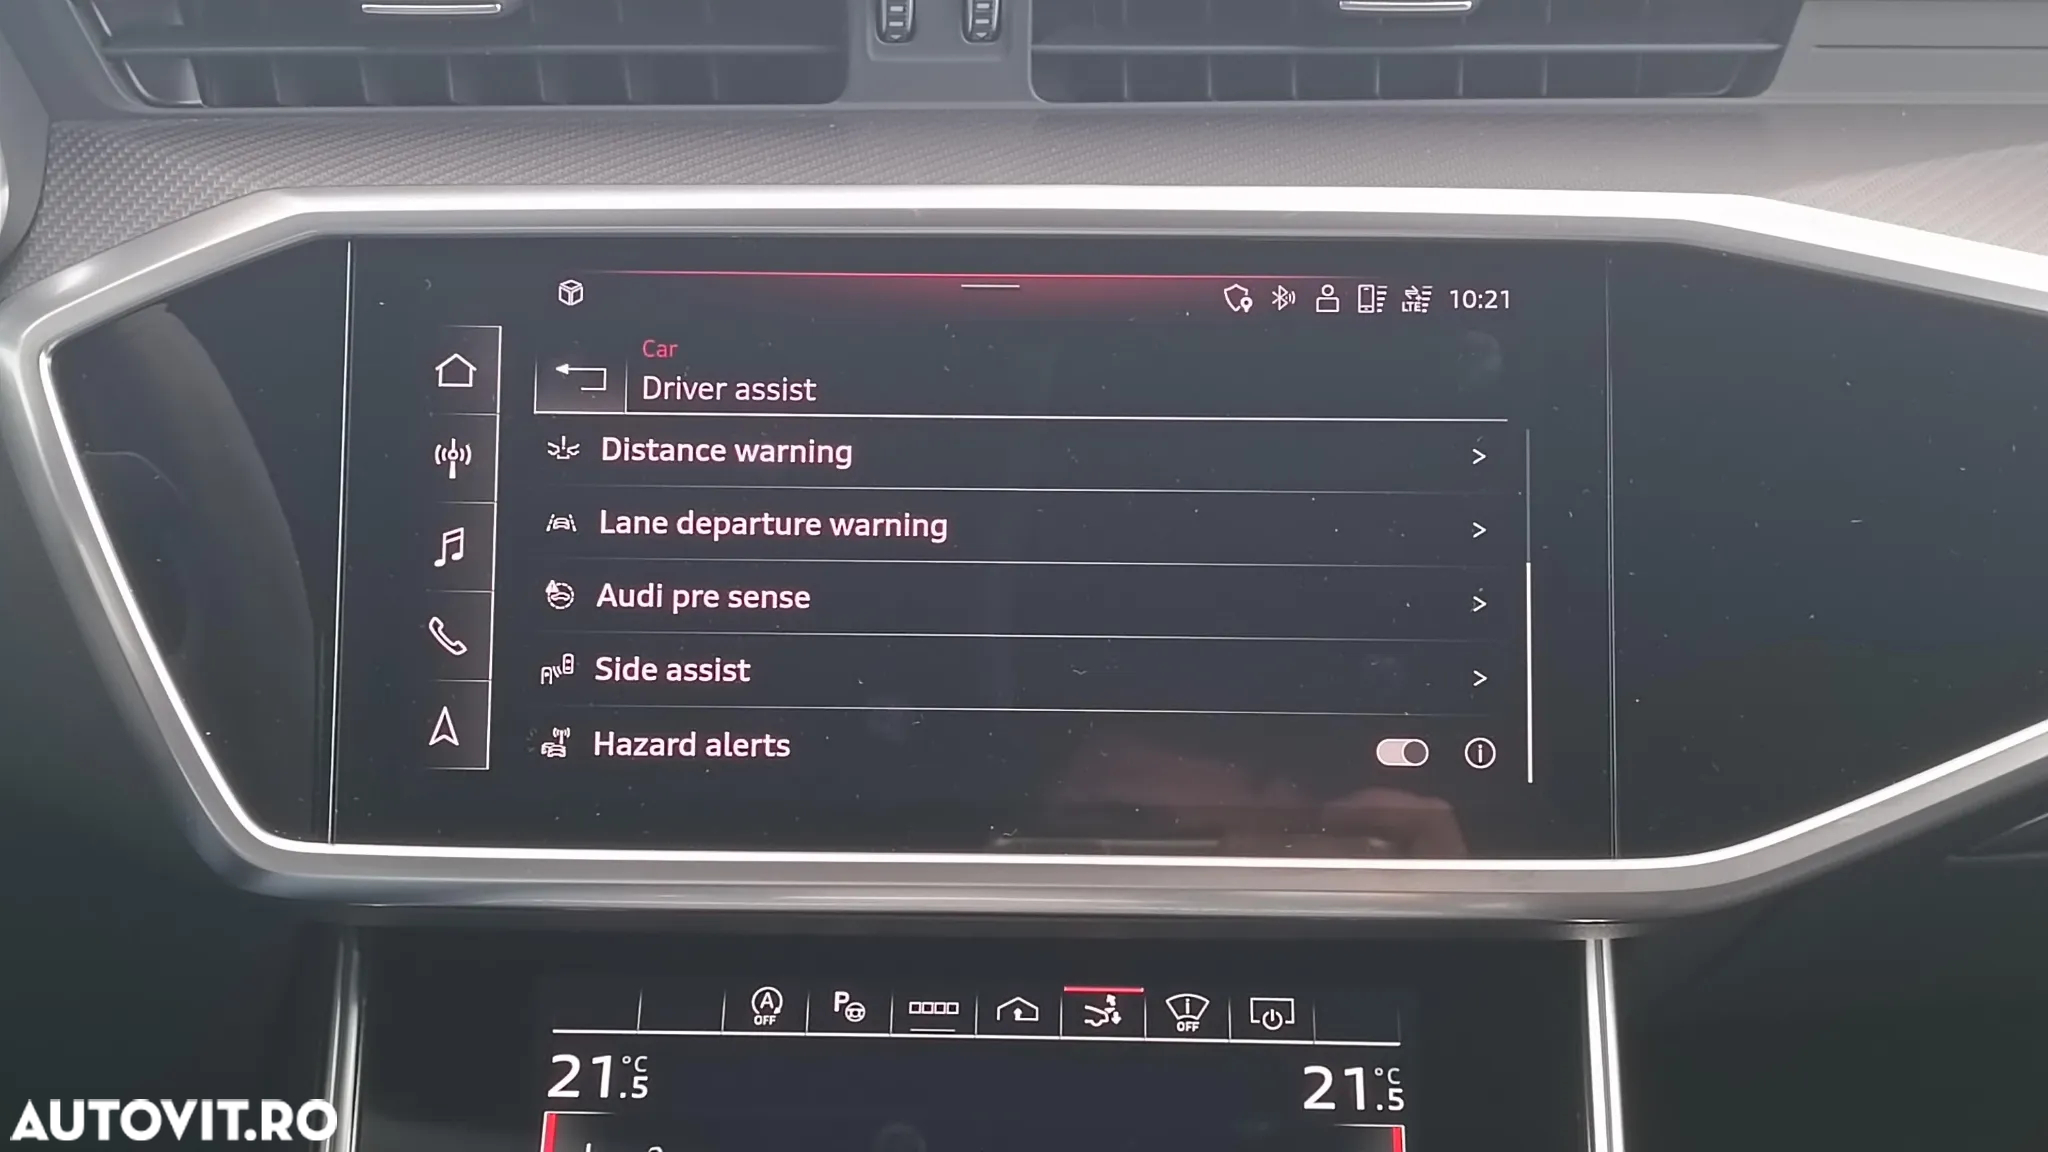 LTE 10:21
Car
Driver assist
Distance warning
Lane departure warning
Audi pre sense
Side assist
Hazard alerts
A OFF P OFF
21.5 °C 21.5 °C
AUTOVIT.RO